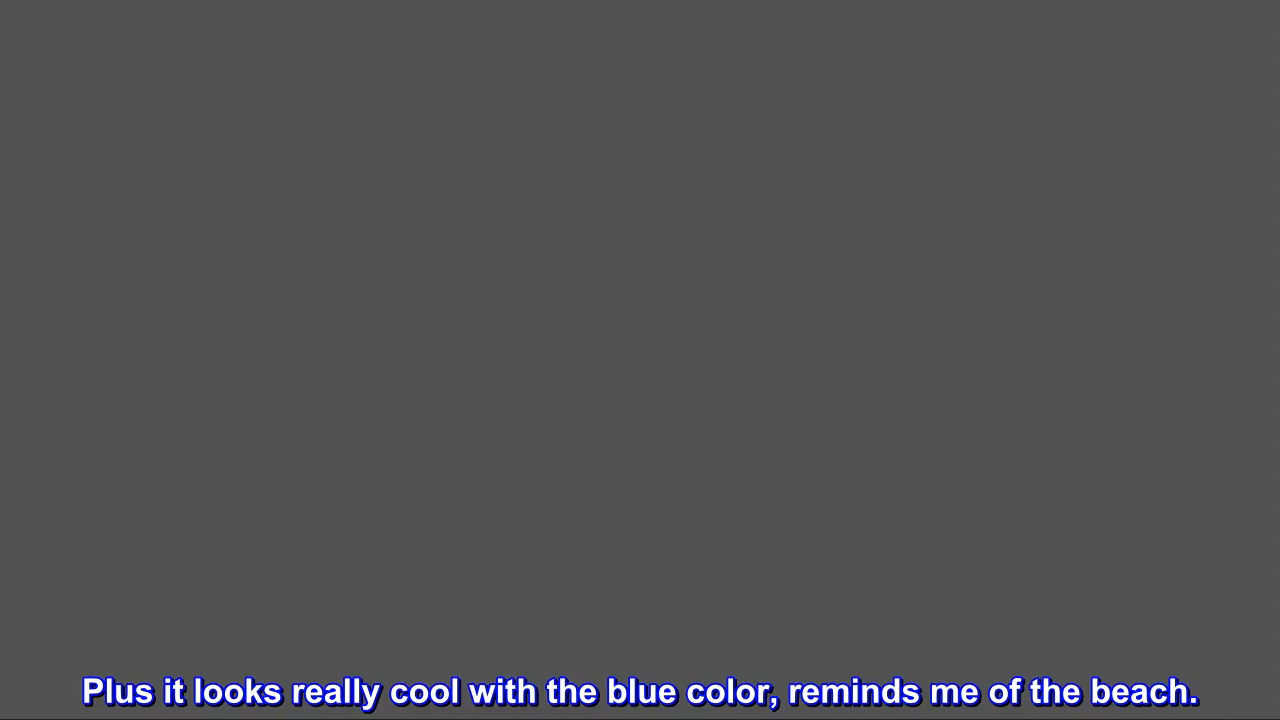 Plus it looks really cool with the blue color, reminds me of the beach.